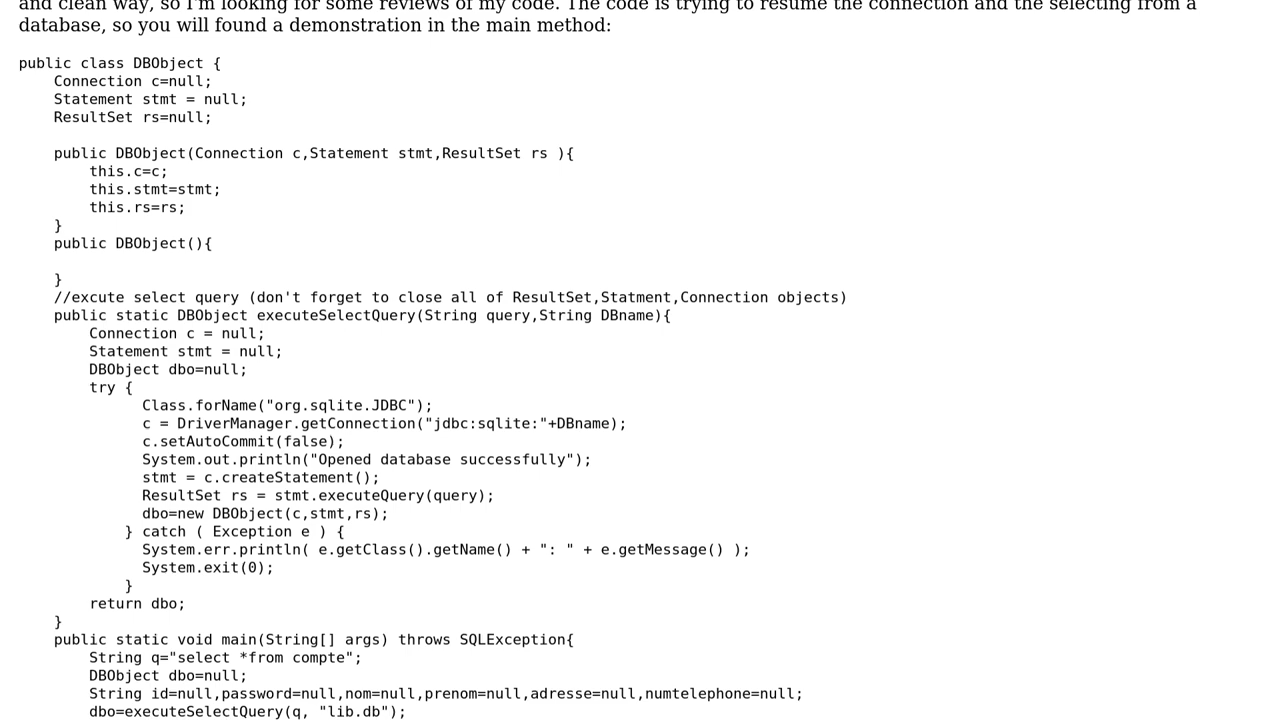 and clean way, so I'm looking for some reviews of my code. The code is trying to resume the connection and the selecting from a
database, so you will found a demonstration in the main method:
public class DBObject {
    Connection c=null;
    Statement stmt = null;
    ResultSet rs=null;

    public DBObject(Connection c,Statement stmt,ResultSet rs ){
        this.c=c;
        this.stmt=stmt;
        this.rs=rs;
    }
    public DBObject(){

    }
    //excute select query (don't forget to close all of ResultSet,Statment,Connection objects)
    public static DBObject executeSelectQuery(String query,String DBname){
        Connection c = null;
        Statement stmt = null;
        DBObject dbo=null;
        try {
              Class.forName("org.sqlite.JDBC");
              c = DriverManager.getConnection("jdbc:sqlite:"+DBname);
              c.setAutoCommit(false);
              System.out.println("Opened database successfully");
              stmt = c.createStatement();
              ResultSet rs = stmt.executeQuery(query);
              dbo=new DBObject(c,stmt,rs);
            } catch ( Exception e ) {
              System.err.println( e.getClass().getName() + ": " + e.getMessage() );
              System.exit(0);
            }
        return dbo;
    }
    public static void main(String[] args) throws SQLException{
        String q="select *from compte";
        DBObject dbo=null;
        String id=null,password=null,nom=null,prenom=null,adresse=null,numtelephone=null;
        dbo=executeSelectQuery(q, "lib.db");